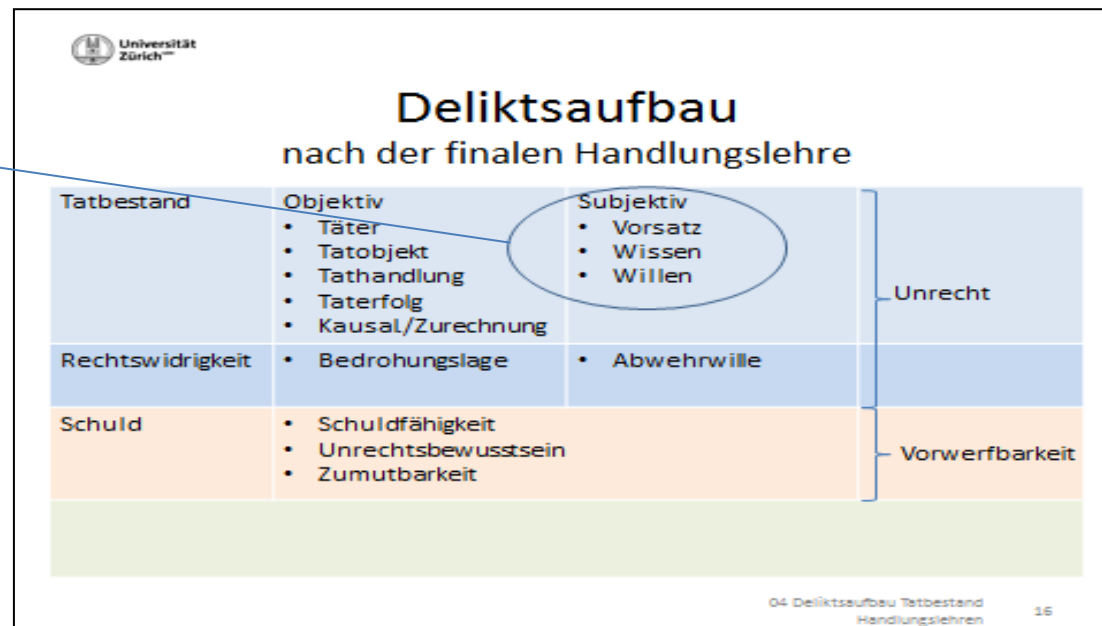 Universität
Zürich
Deliktsaufbau
nach der finalen Handlungslehre
Tatbestand
Objektiv
• Täter
• Tatobjekt
• Tathandlung
• Taterfolg
• Kausal./Zurechnung
Subjektiv
• Vorsatz
• Wissen
• Willen
Unrecht
Rechtswidrigkeit
• Bedrohungslage
• Abwehrwille
Schuld
• Schuldfähigkeit
• Unrechtsbewusstsein
• Zumutbarkeit
Vorwerfbarkeit
04 Deliktsaufbau Tatbestand
Handlungslehren
16